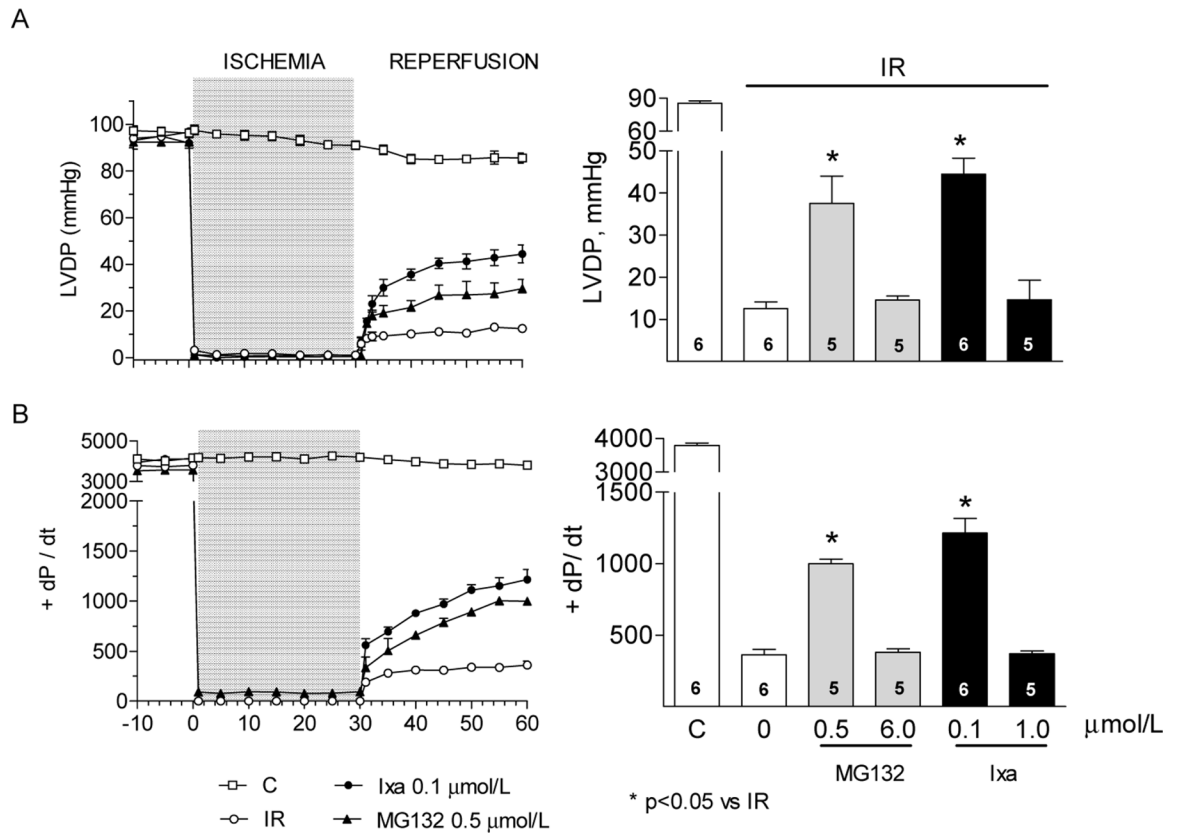 A
ISCHEMIA REPERFUSION
LVDP (mmHg)
100
80
60
40
20
0
IR
LVDP, mmHg
90
60
50
40
30
20
10
*
*
6 6 5 5 6 5
B
+ dP / dt
5000
3000
2000
1500
1000
500
0
-10 0 10 20 30 40 50 60
+ dP/ dt
4000
3000
1500
1000
500
*
*
6 6 5 5 6 5
C 0 0.5 6.0 0.1 1.0 μmol/L
MG132 Ixa
C Ixa 0.1 μmol/L
IR MG132 0.5 μmol/L
* p<0.05 vs IR